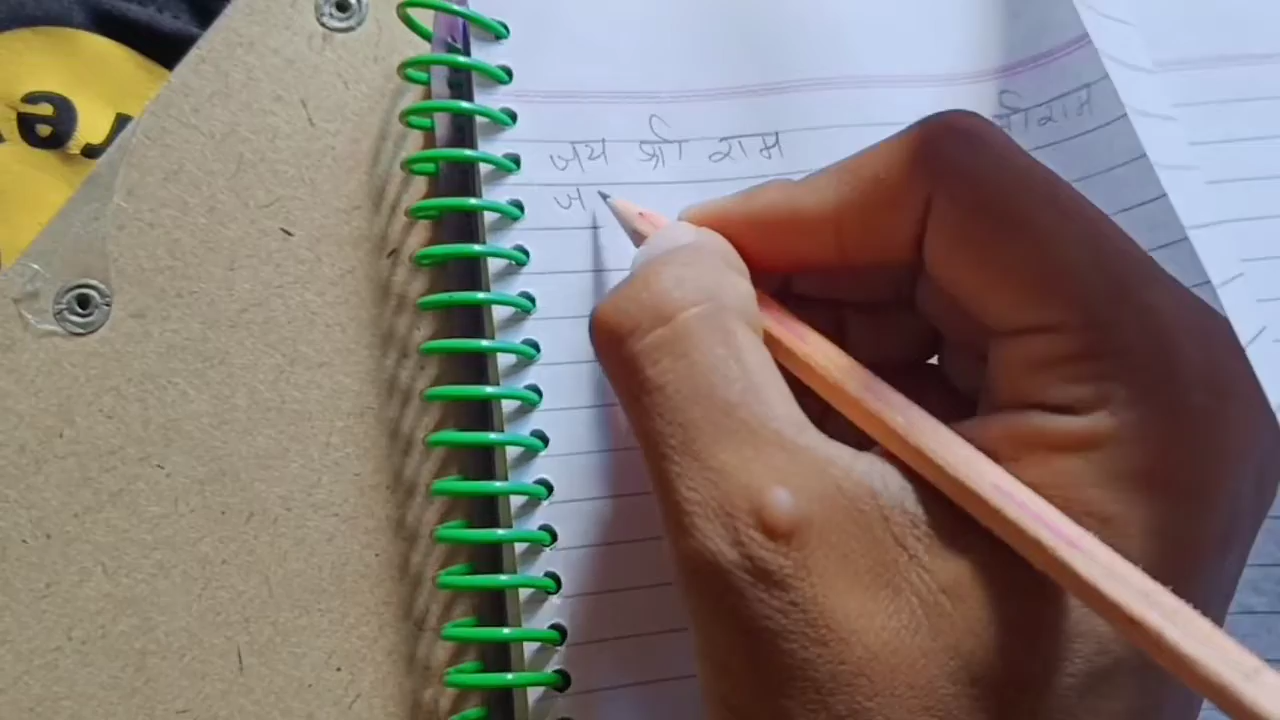 जय श्री राम
श्री राम
ज